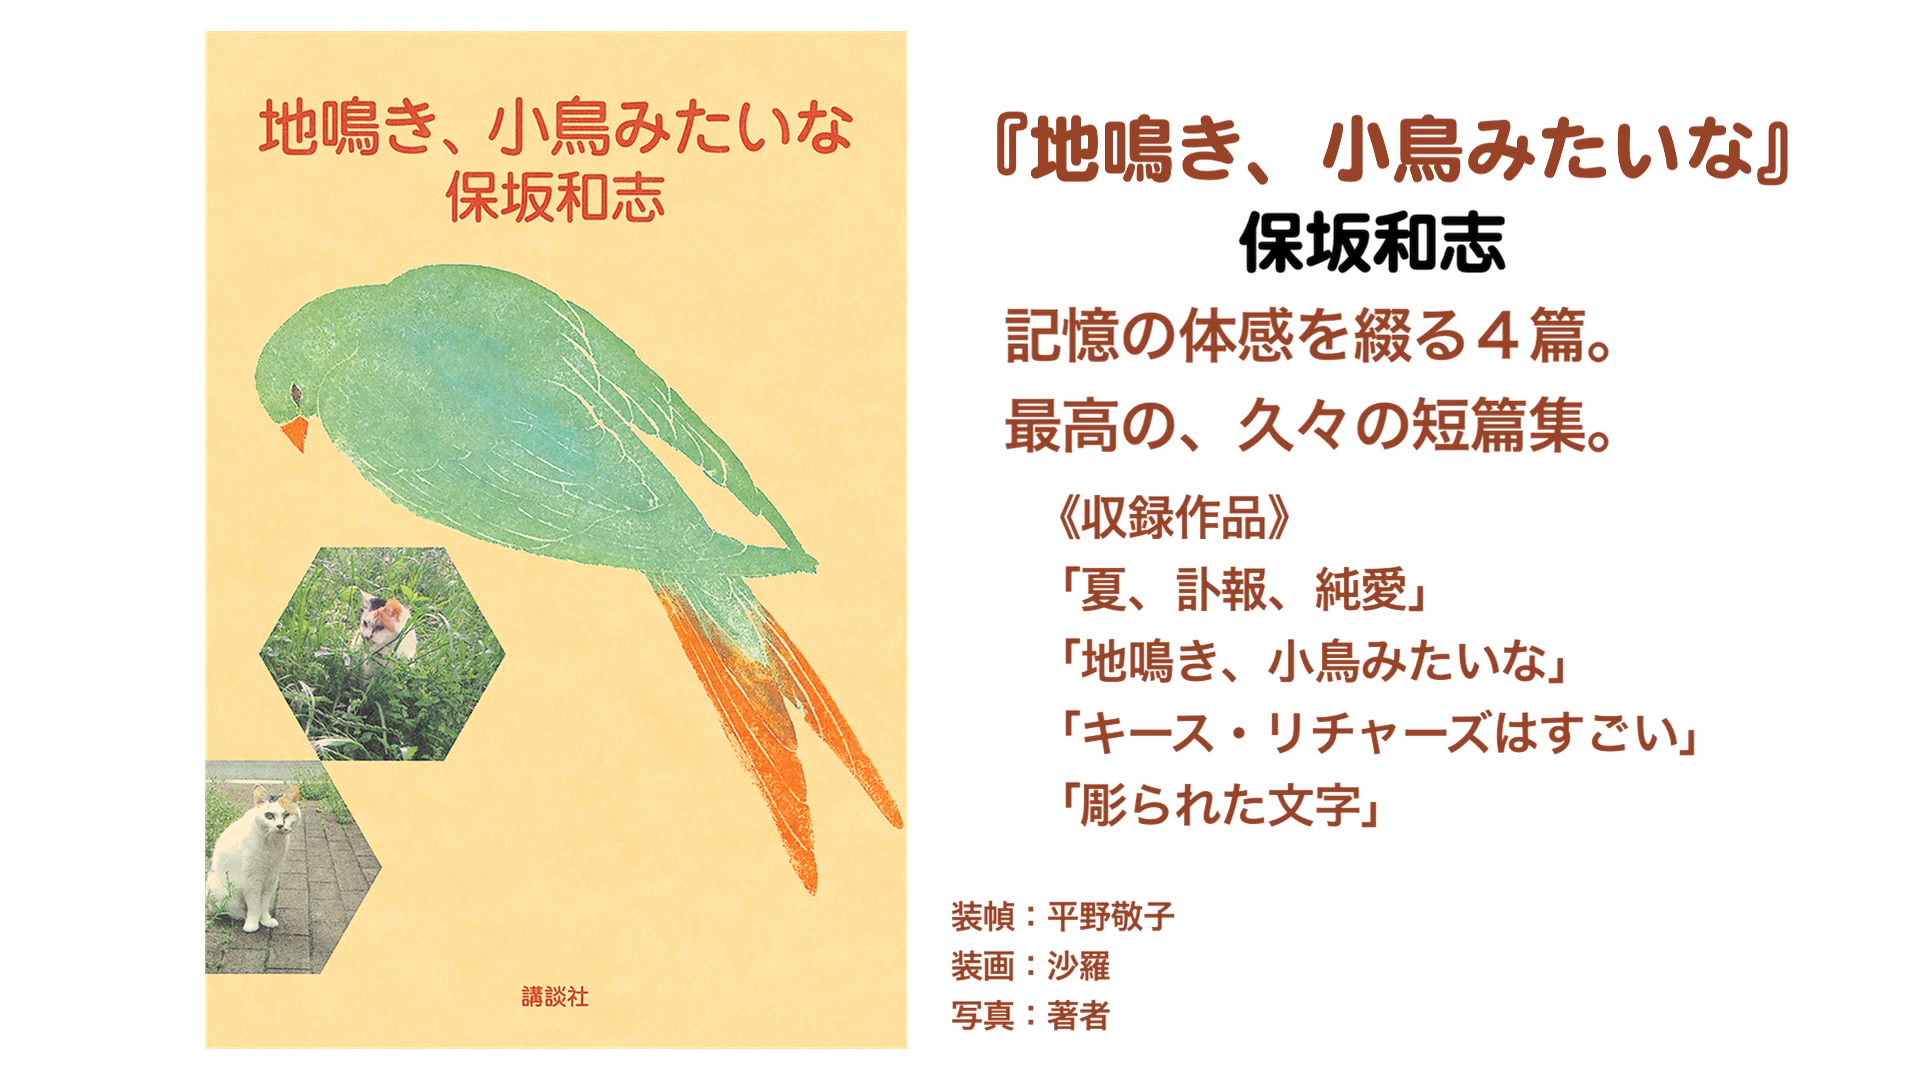 地鳴き、小鳥みたいな
保坂和志
講談社
『地鳴き、小鳥みたいな』
保坂和志
記憶の体感を綴る４篇。
最高の、久々の短篇集。
《収録作品》
「夏、訃報、純愛」
「地鳴き、小鳥みたいな」
「キース・リチャーズはすごい」
「彫られた文字」
装幀：平野敬子
装画：沙羅
写真：著者